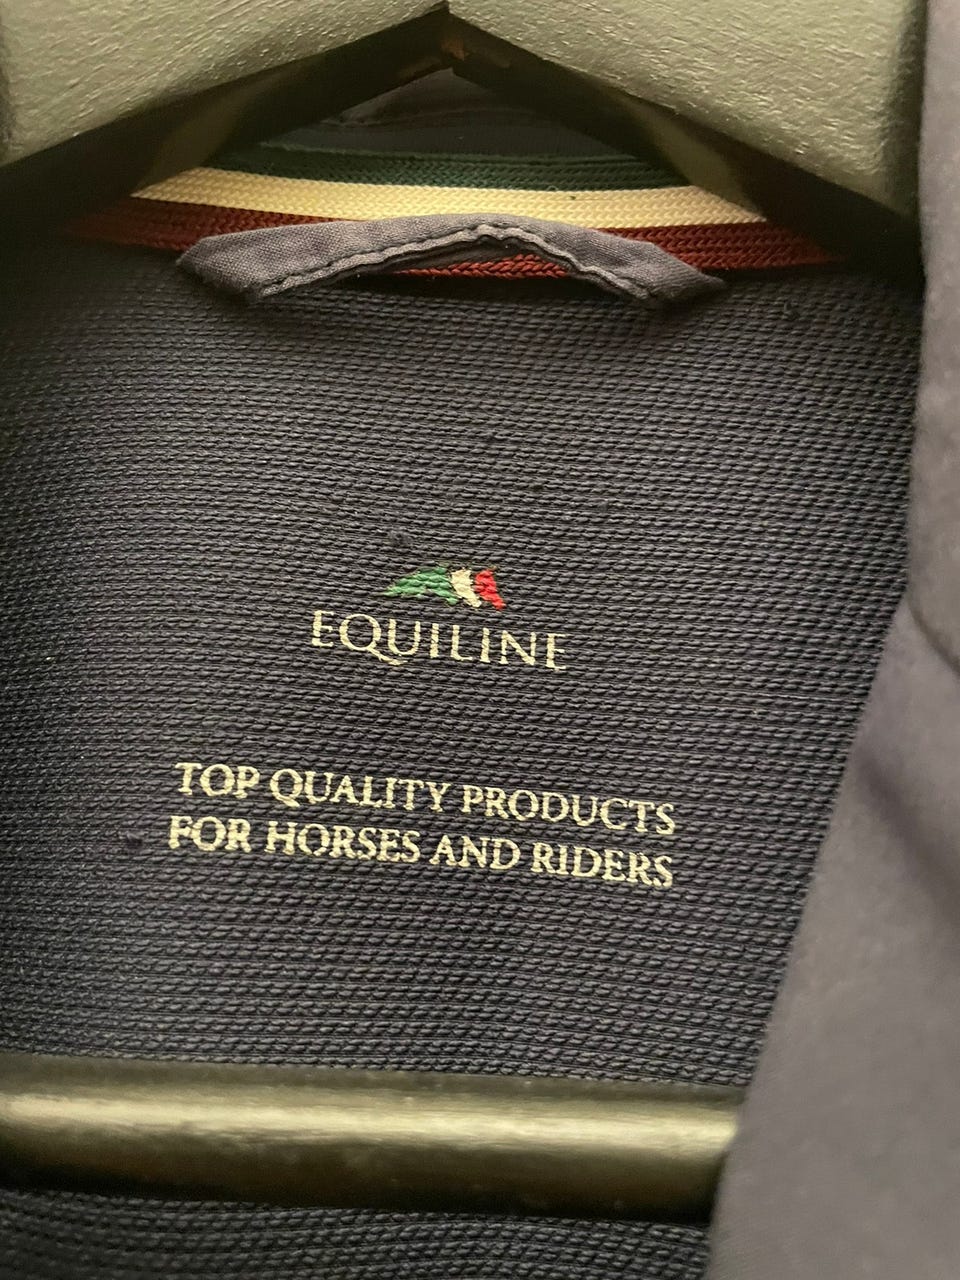 EQUILINE
TOP QUALITY PRODUCTS
FOR HORSES AND RIDERS